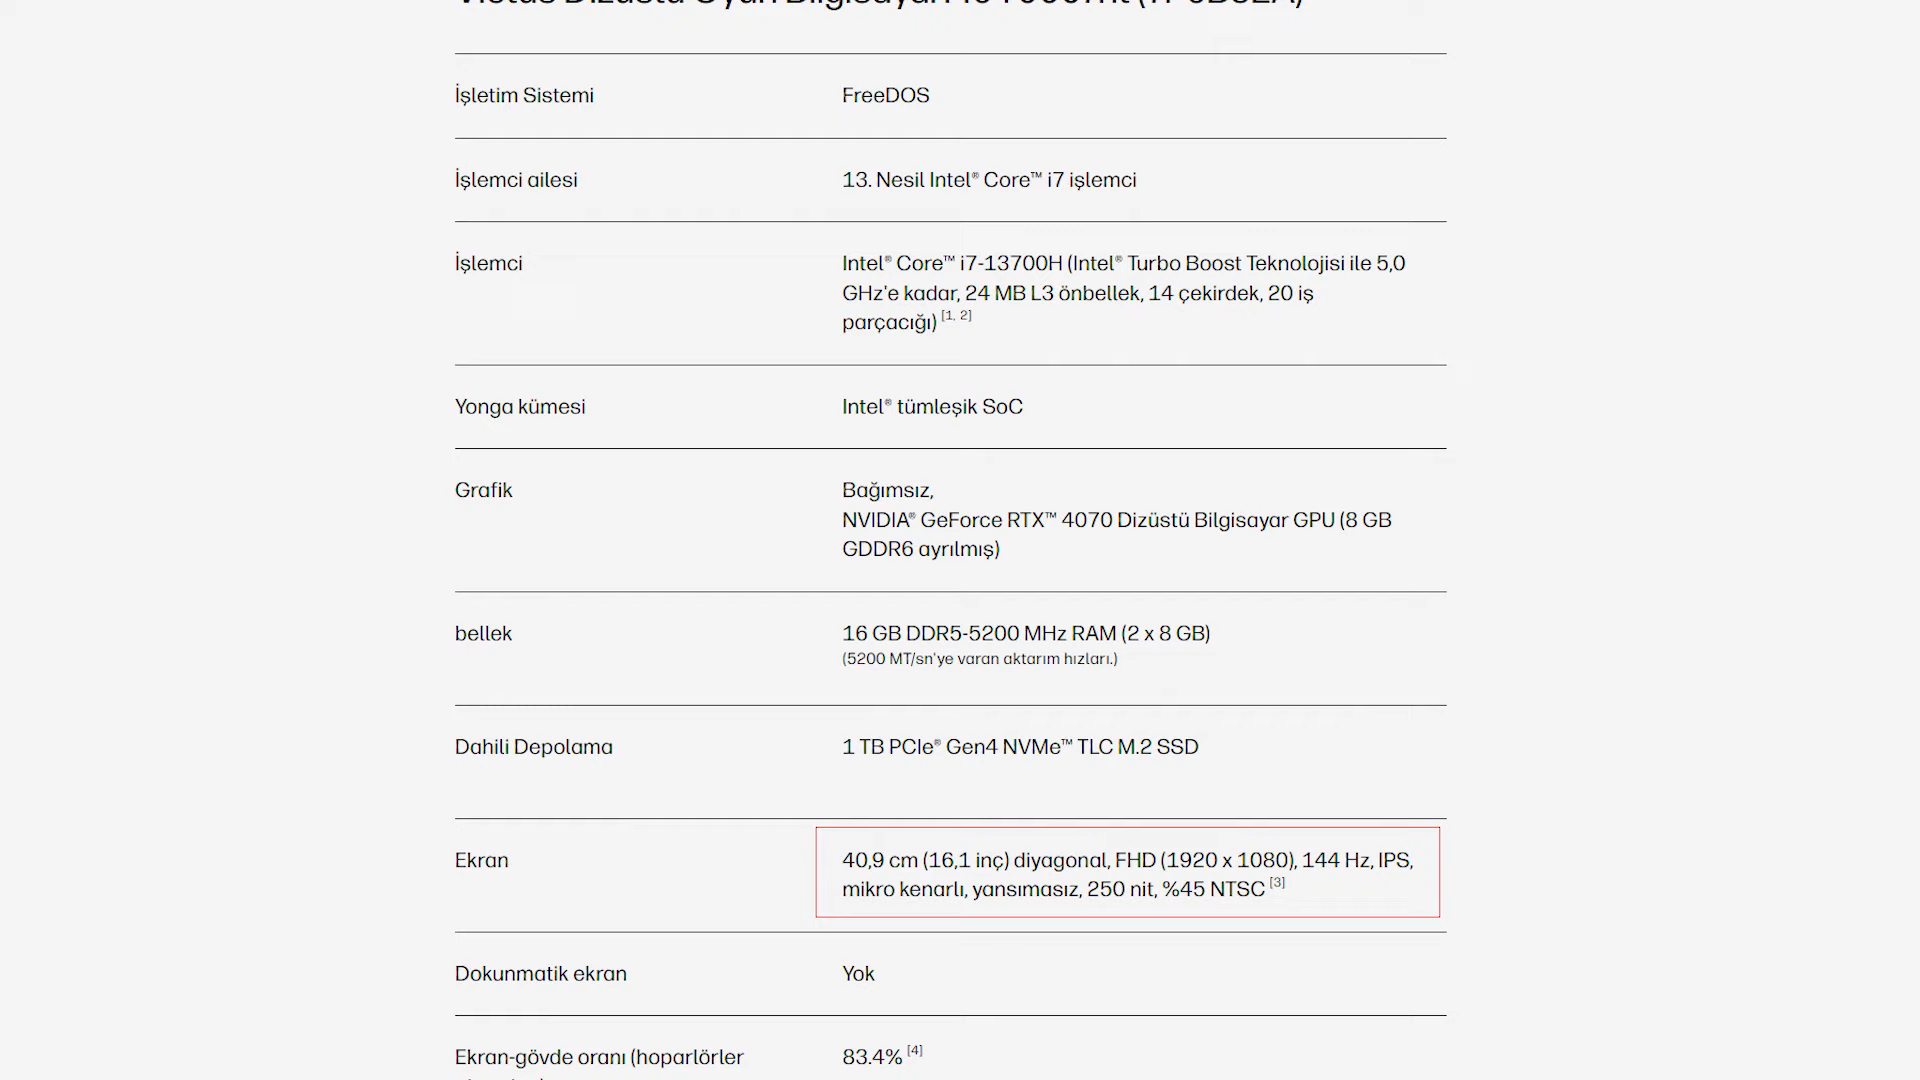 Victus Dizüstü Oyun Bilgisayarı
İşletim Sistemi
FreeDOS
İşlemci ailesi
13. Nesil Intel® Core™ i7 işlemci
İşlemci
Intel® Core™ i7-13700H (Intel® Turbo Boost Teknolojisi ile 5,0
GHz'e kadar, 24 MB L3 önbellek, 14 çekirdek, 20 iş
parçacığı) [1, 2]
Yonga kümesi
Intel® tümleşik SoC
Grafik
Bağımsız,
NVIDIA® GeForce RTX™ 4070 Dizüstü Bilgisayar GPU (8 GB
GDDR6 ayrılmış)
bellek
16 GB DDR5-5200 MHz RAM (2 x 8 GB)
(5200 MT/sn'ye varan aktarım hızları.)
Dahili Depolama
1 TB PCIe® Gen4 NVMe™ TLC M.2 SSD
Ekran
40,9 cm (16,1 inç) diyagonal, FHD (1920 x 1080), 144 Hz, IPS,
mikro kenarlı, yansımasız, 250 nit, %45 NTSC [3]
Dokunmatik ekran
Yok
Ekran-gövde oranı (hoparlörler
83.4% [4]